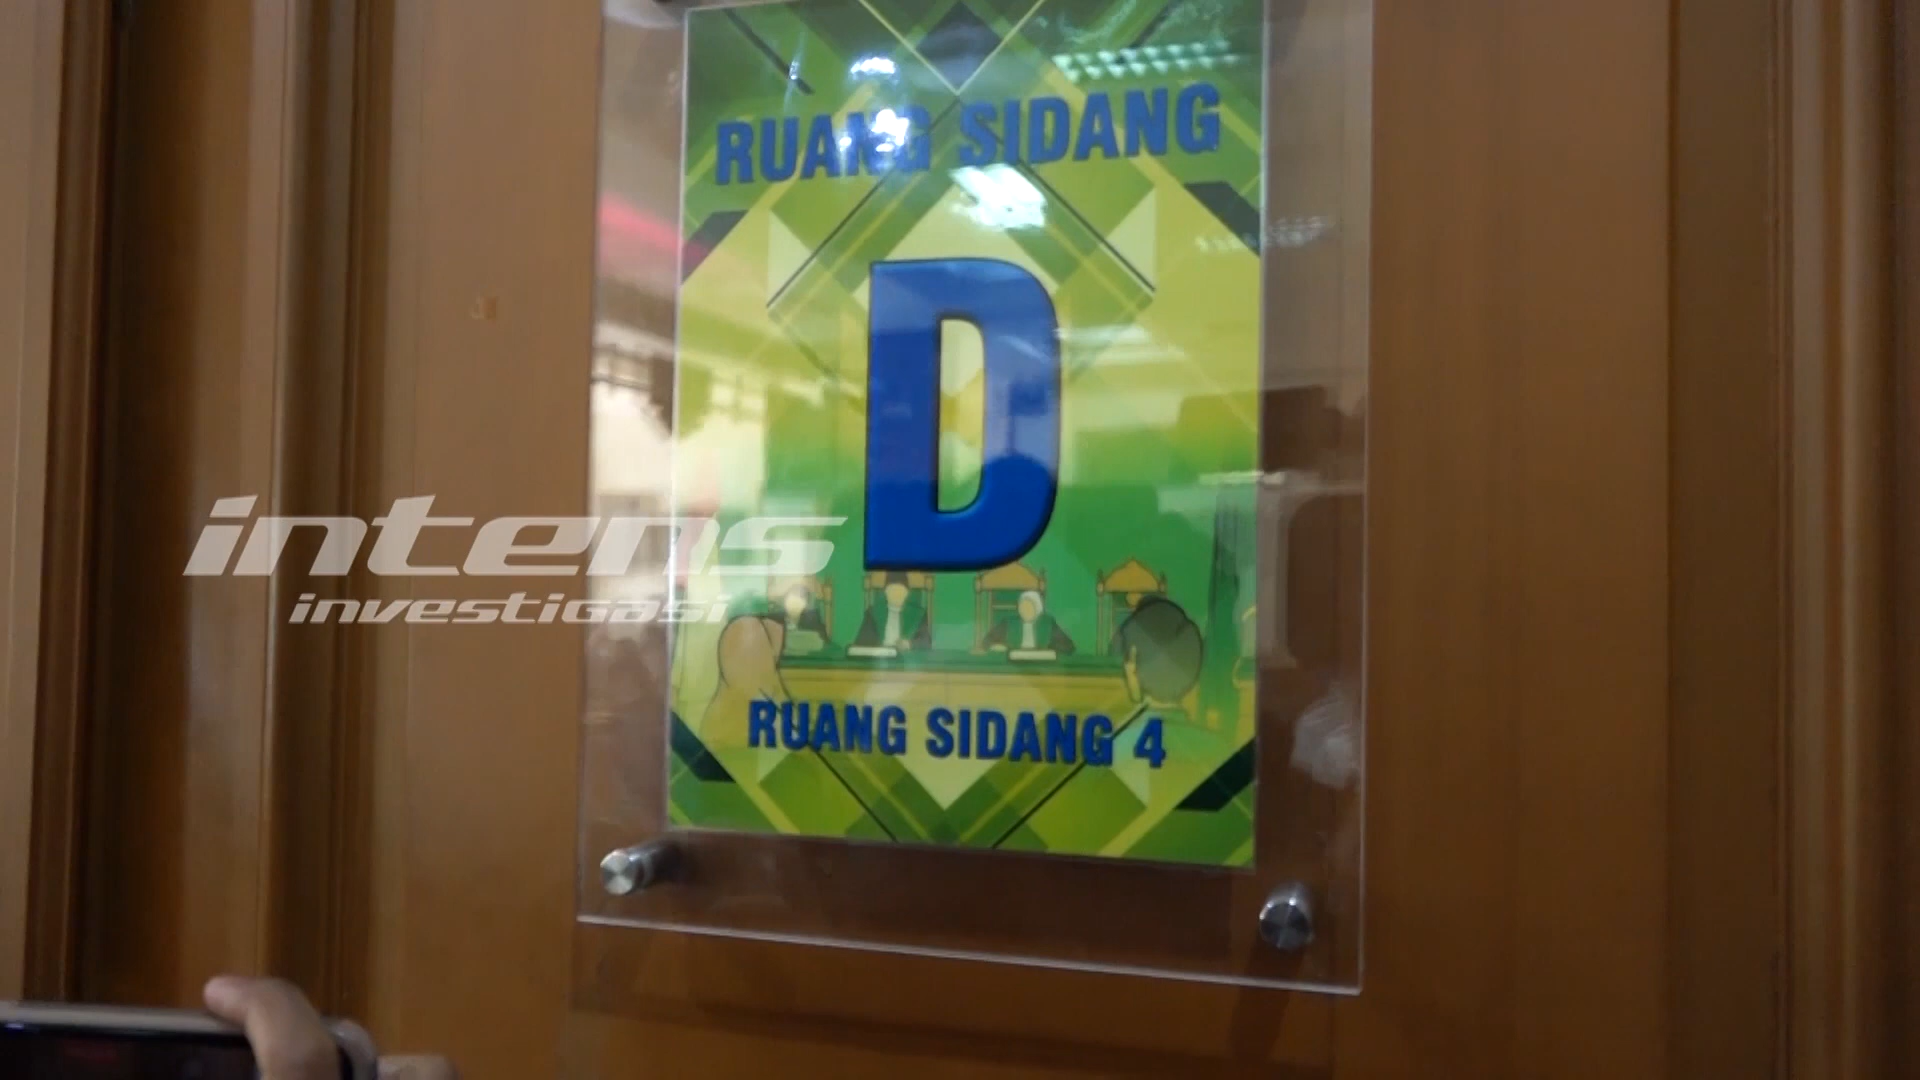 RUANG SIDANG
D
intens
investigasi
RUANG SIDANG 4